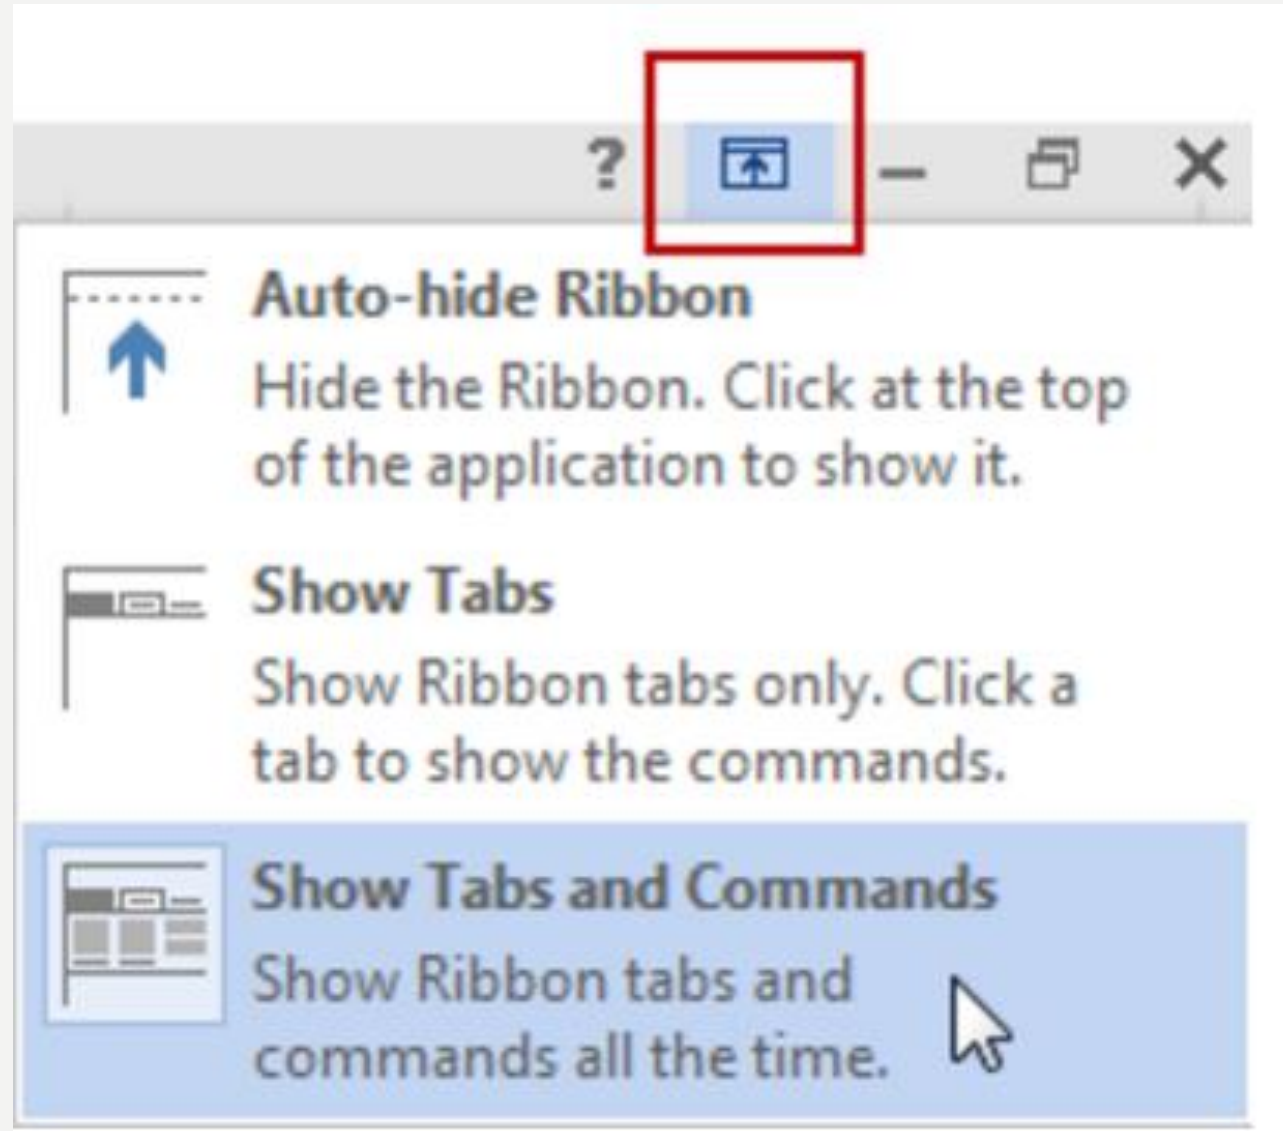 ?
Auto-hide Ribbon
Hide the Ribbon. Click at the top
of the application to show it.
Show Tabs
Show Ribbon tabs only. Click a
tab to show the commands.
Show Tabs and Commands
Show Ribbon tabs and
commands all the time.